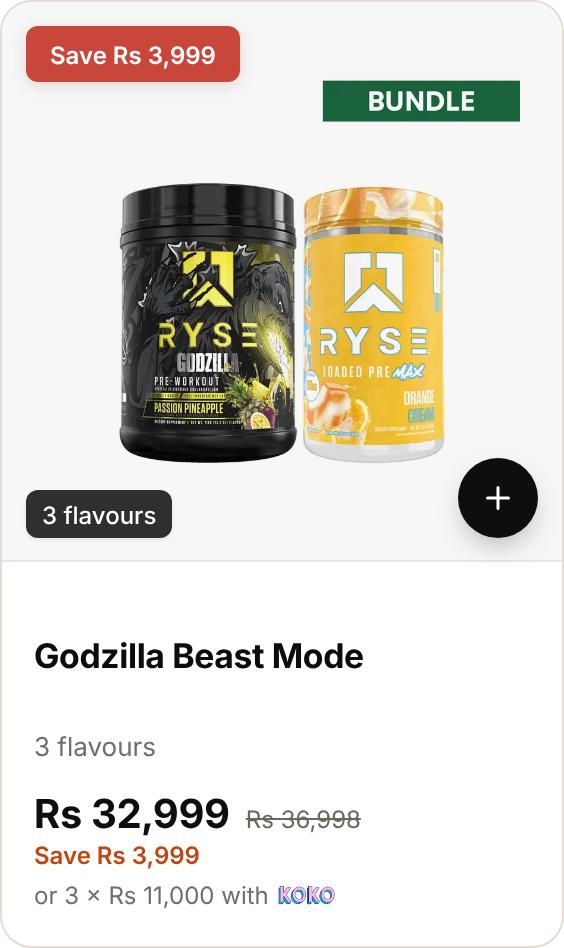 Save Rs 3,999
BUNDLE
RYSE
GODZILLA
PRE-WORKOUT
PASSION PINEAPPLE
RYSE
LOADED PRE MAX
ORANGE
CREAM
3 flavours
+
Godzilla Beast Mode
3 flavours
Rs 32,999 Rs 36,998
Save Rs 3,999
or 3 × Rs 11,000 with KOKO